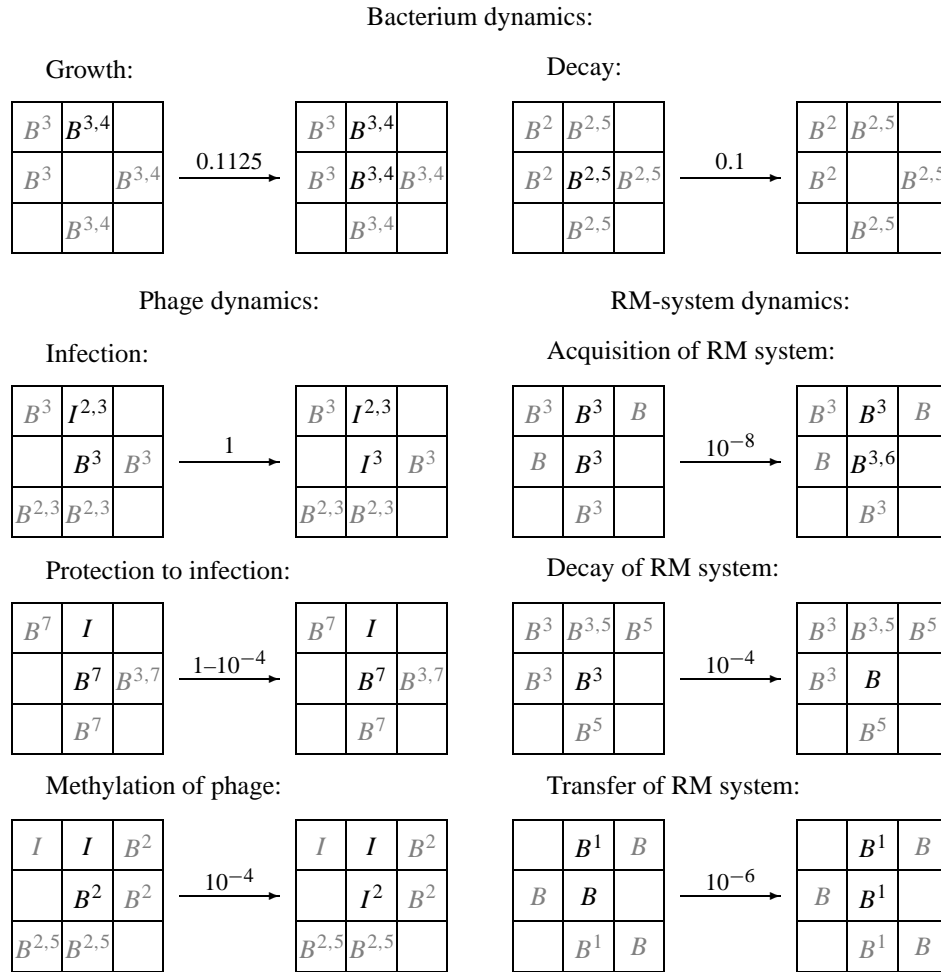 Bacterium dynamics:
Growth:
B^3 B^{3,4}
B^3 B^{3,4}
B^{3,4}
0.1125
B^3 B^{3,4}
B^3 B^{3,4} B^{3,4}
B^{3,4}
Decay:
B^2 B^{2,5}
B^2 B^{2,5} B^{2,5}
B^{2,5}
0.1
B^2 B^{2,5}
B^2 B^{2,5}
B^{2,5}
Phage dynamics:
Infection:
B^3 I^{2,3}
B^3 B^3
B^{2,3} B^{2,3}
1
B^3 I^{2,3}
I^3 B^3
B^{2,3} B^{2,3}
Protection to infection:
B^7 I
B^7 B^{3,7}
B^7
1–10^{−4}
B^7 I
B^7 B^{3,7}
B^7
Methylation of phage:
I I B^2
B^2 B^2
B^{2,5} B^{2,5}
10^{−4}
I I B^2
I^2 B^2
B^{2,5} B^{2,5}
RM-system dynamics:
Acquisition of RM system:
B^3 B^3 B
B B^3
B^3
10^{−8}
B^3 B^3 B
B B^{3,6}
B^3
Decay of RM system:
B^3 B^{3,5} B^5
B^3 B^3
B^5
10^{−4}
B^3 B^{3,5} B^5
B^3 B
B^5
Transfer of RM system:
B^1 B
B B
B^1 B
10^{−6}
B^1 B
B B^1
B^1 B